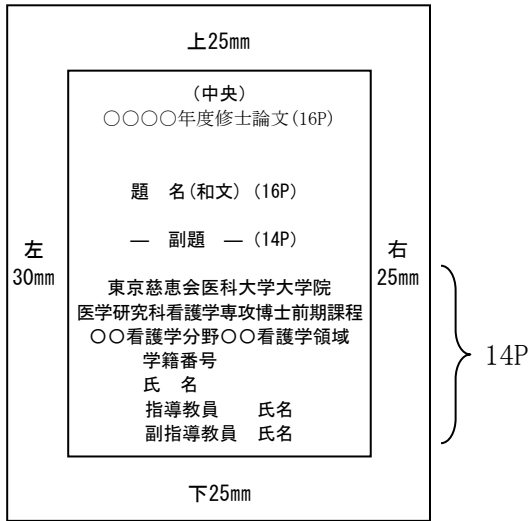 上25mm
(中央)
○○○○年度修士論文(16P)
題　名(和文) (16P)
―　副題　― (14P)
左
30mm
右
25mm
東京慈恵会医科大学大学院
医学研究科看護学専攻博士前期課程
○○看護学分野○○看護学領域
学籍番号
氏　名
指導教員　　氏名
副指導教員　氏名
14P
下25mm